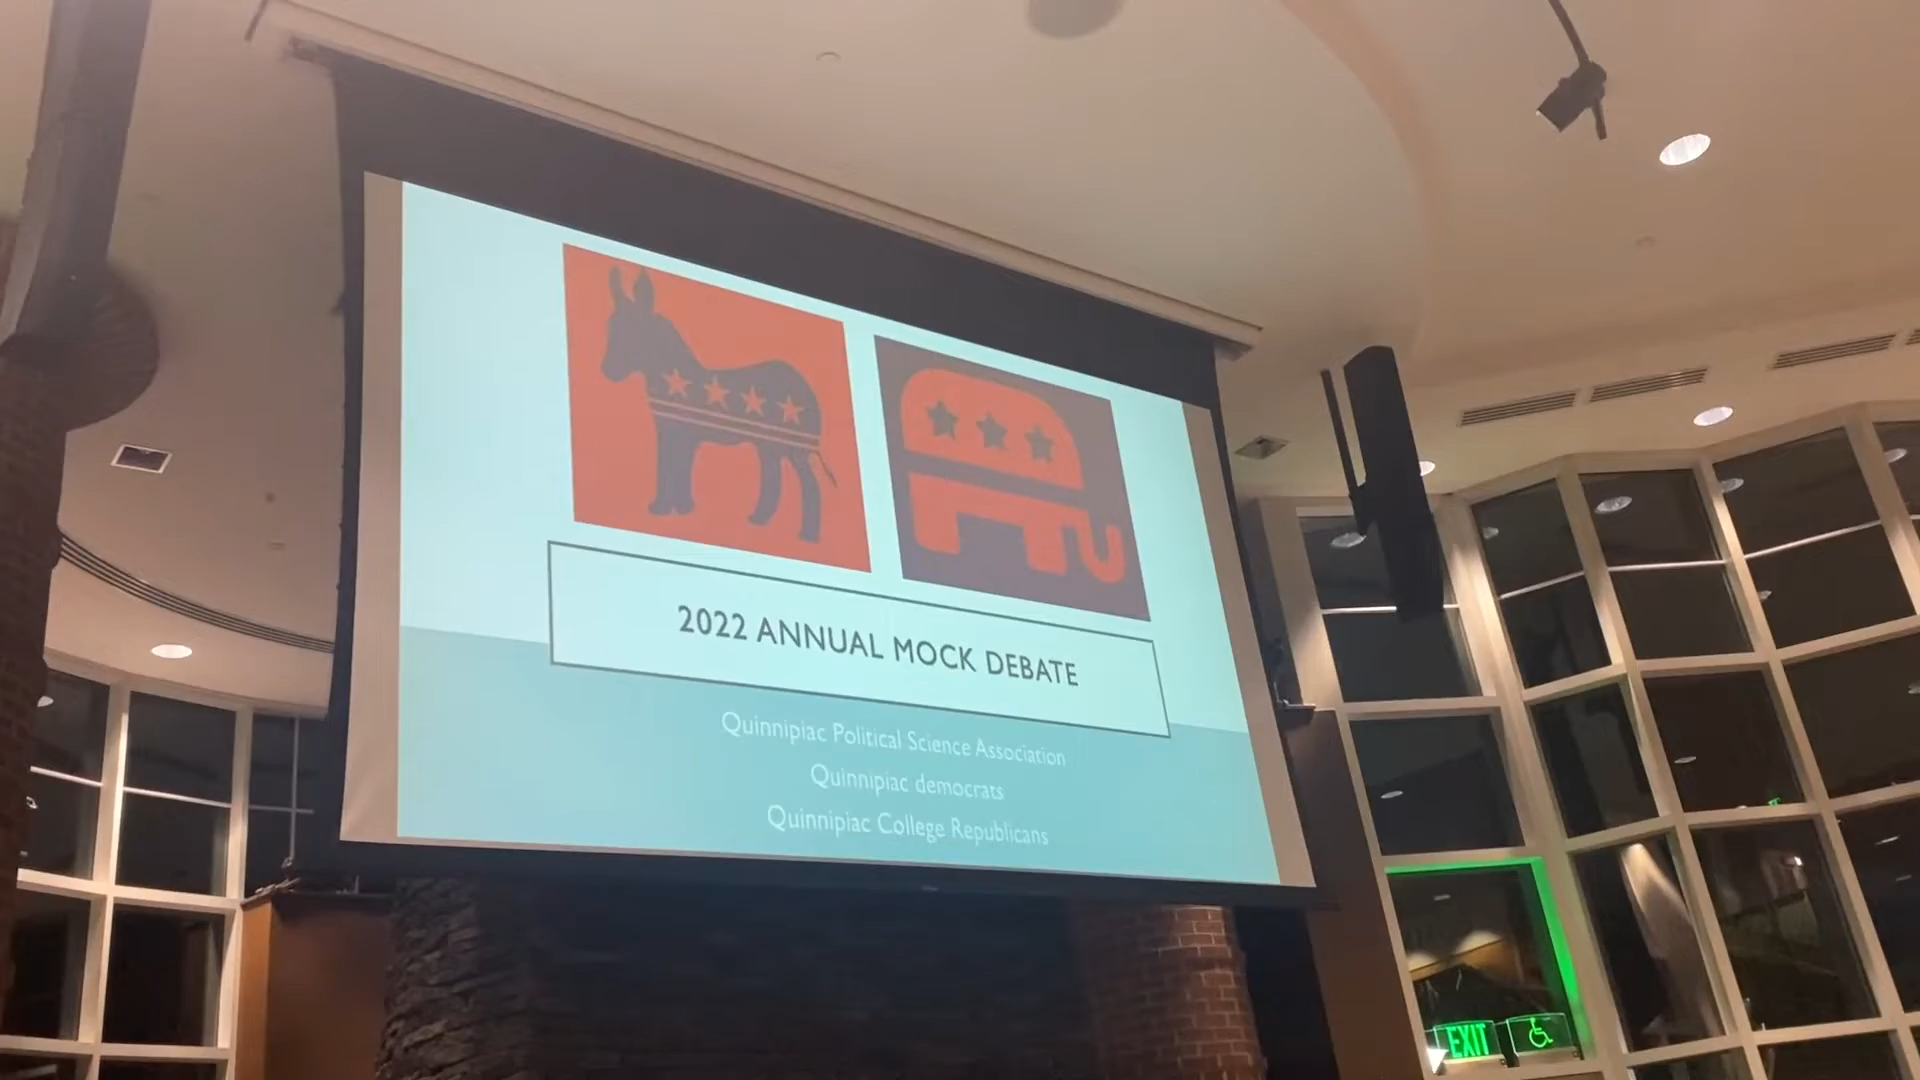 2022 ANNUAL MOCK DEBATE
Quinnipiac Political Science Association
Quinnipiac democrats
Quinnipiac College Republicans
EXIT